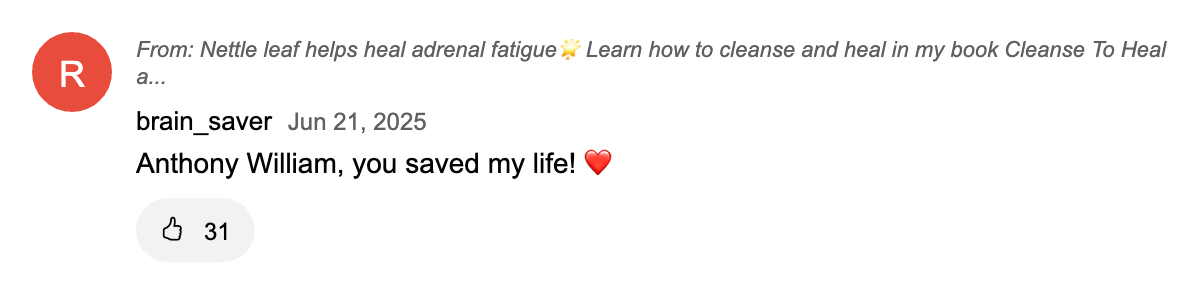 R
From: Nettle leaf helps heal adrenal fatigue🌟 Learn how to cleanse and heal in my book Cleanse To Heal
a...
brain_saver Jun 21, 2025
Anthony William, you saved my life! ❤️
31